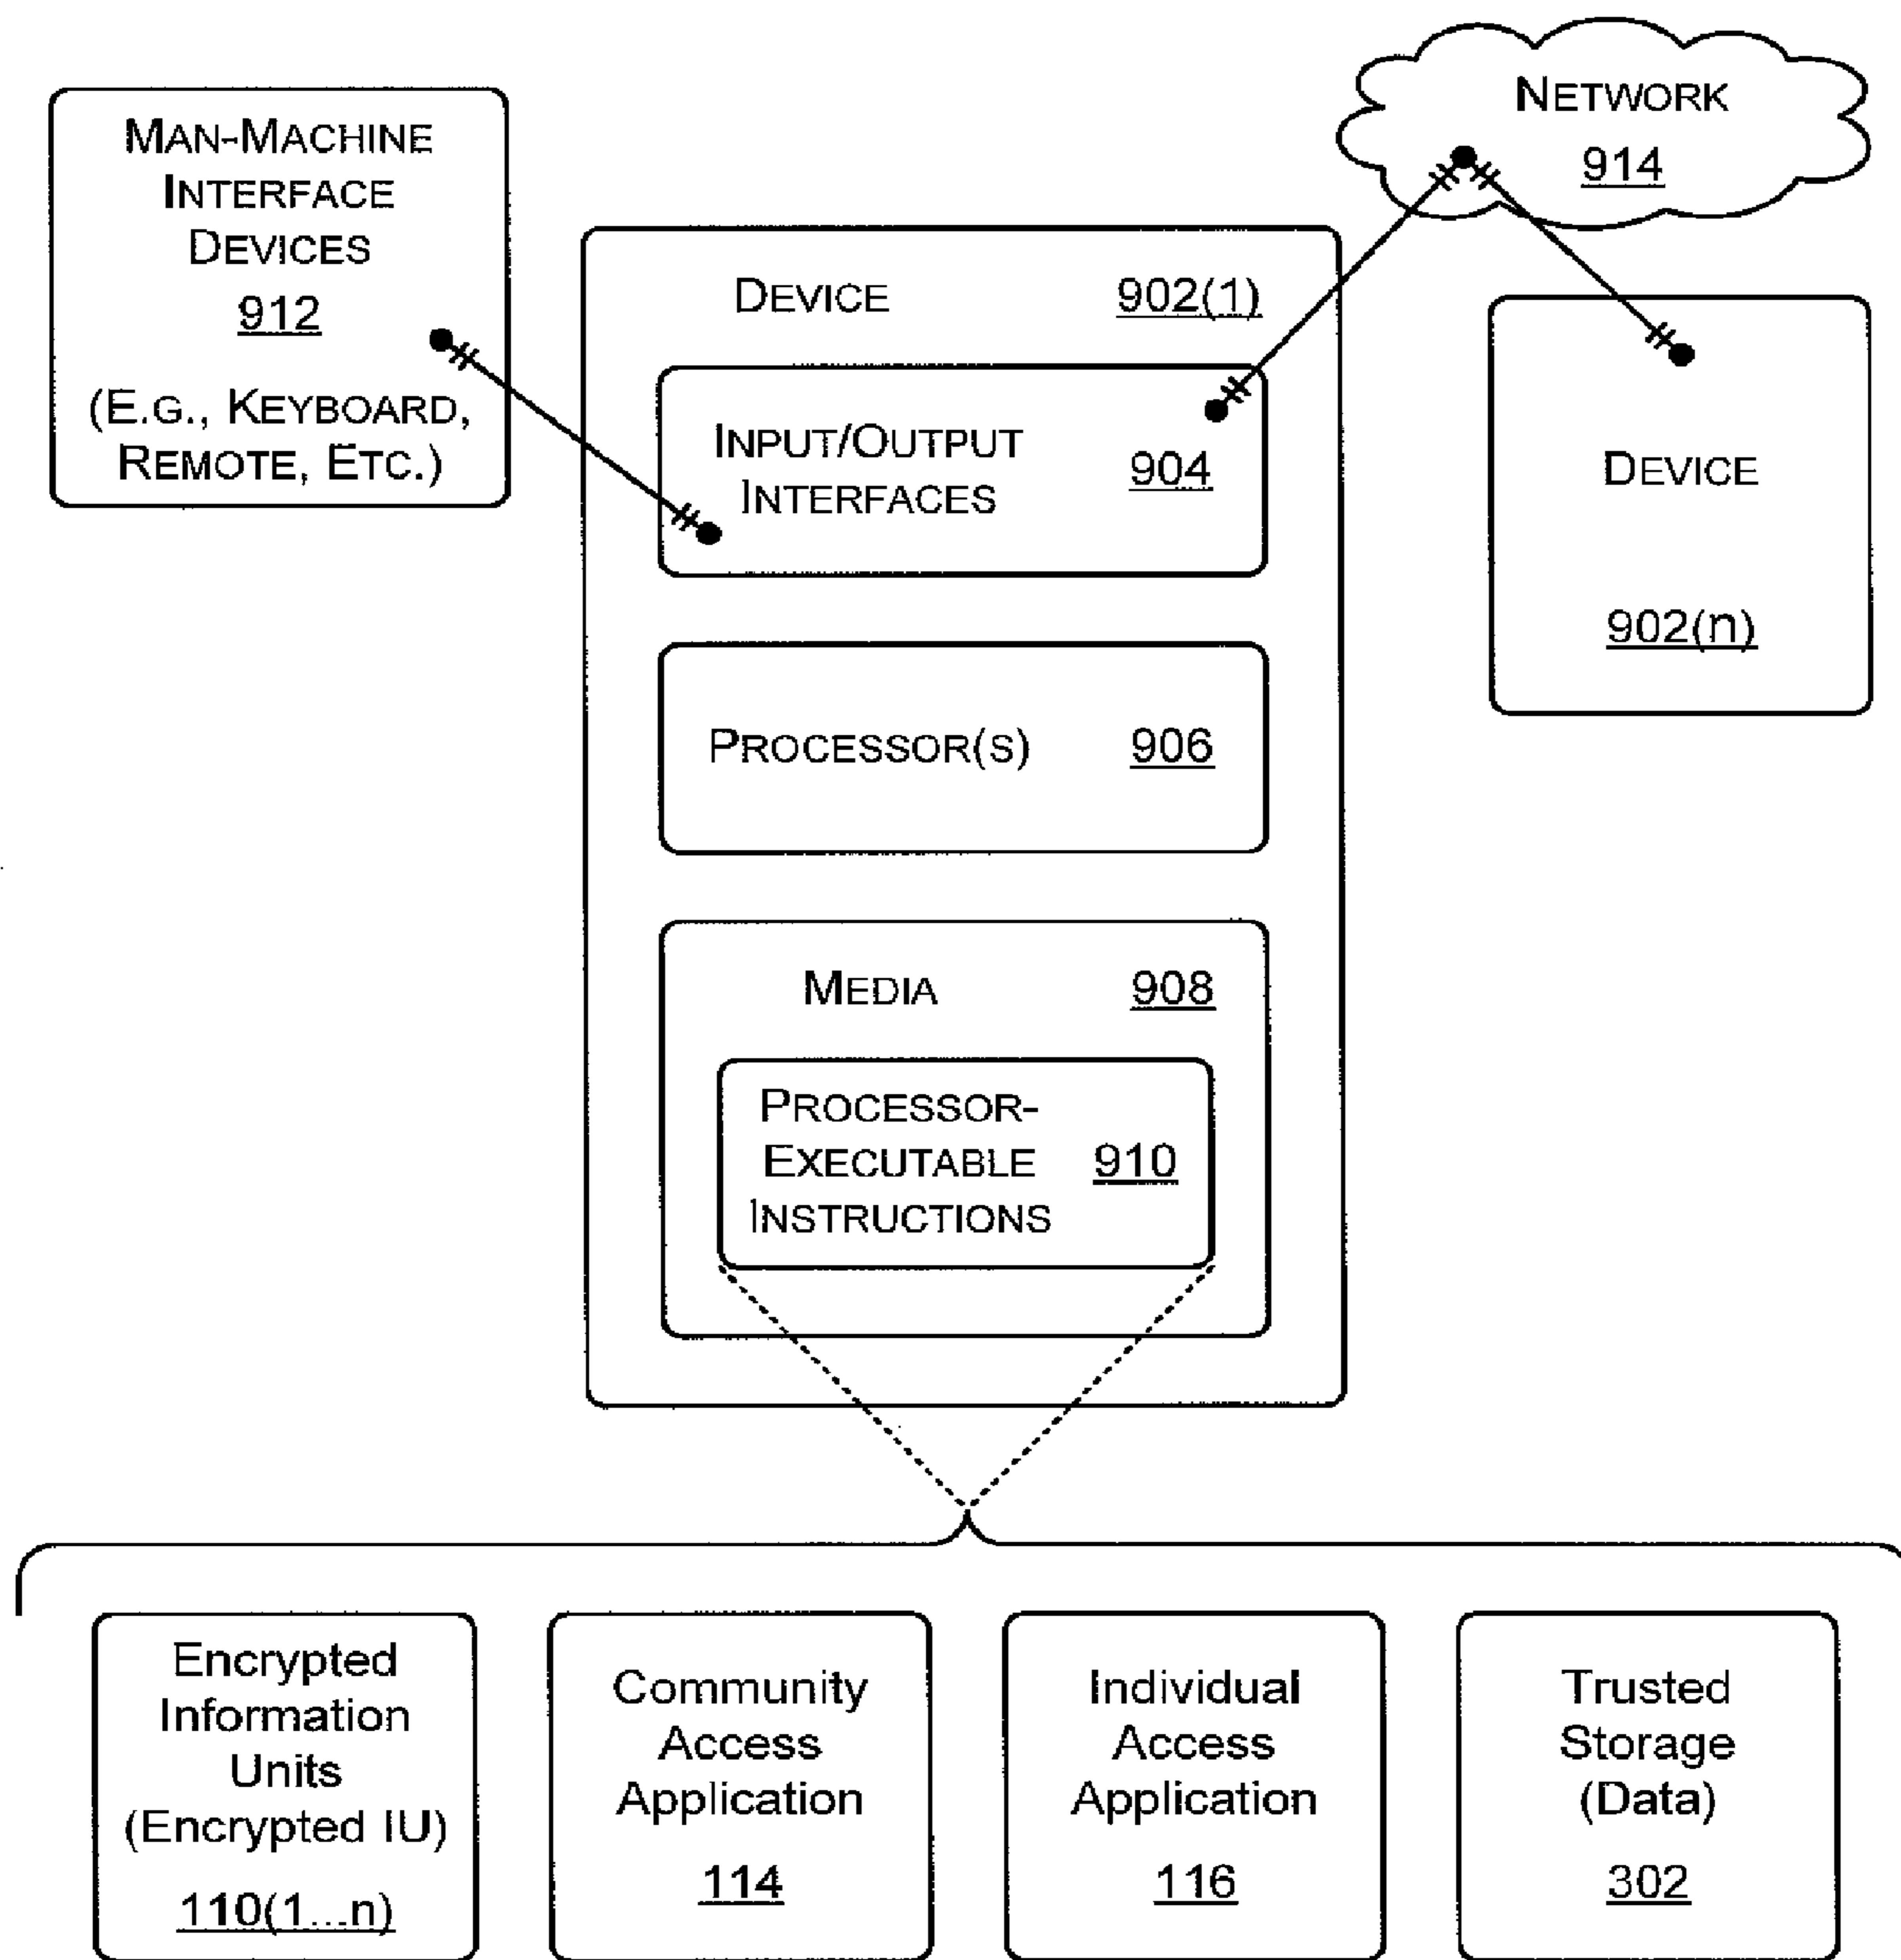 NETWORK
914
MAN-MACHINE
INTERFACE
DEVICES
912
(E.G., KEYBOARD,
REMOTE, ETC.)
DEVICE 902(1)
INPUT/OUTPUT
INTERFACES
904
DEVICE
902(n)
PROCESSOR(S) 906
MEDIA 908
PROCESSOR-
EXECUTABLE
INSTRUCTIONS
910
Encrypted
Information
Units
(Encrypted IU)
110(1...n)
Community
Access
Application
114
Individual
Access
Application
116
Trusted
Storage
(Data)
302